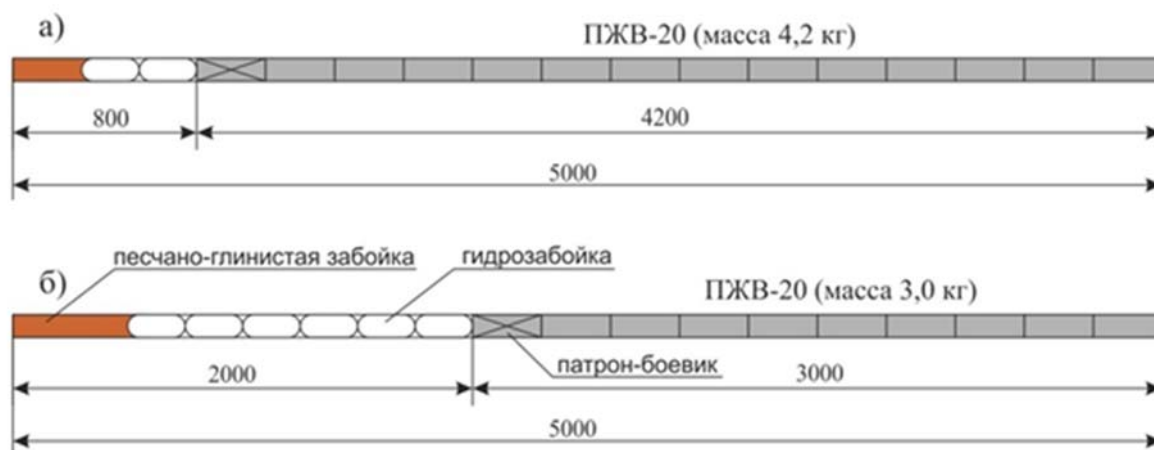 а)
ПЖВ-20 (масса 4,2 кг)
800
4200
5000
песчано-глинистая забойка
гидрозабойка
б)
ПЖВ-20 (масса 3,0 кг)
патрон-боевик
2000
3000
5000